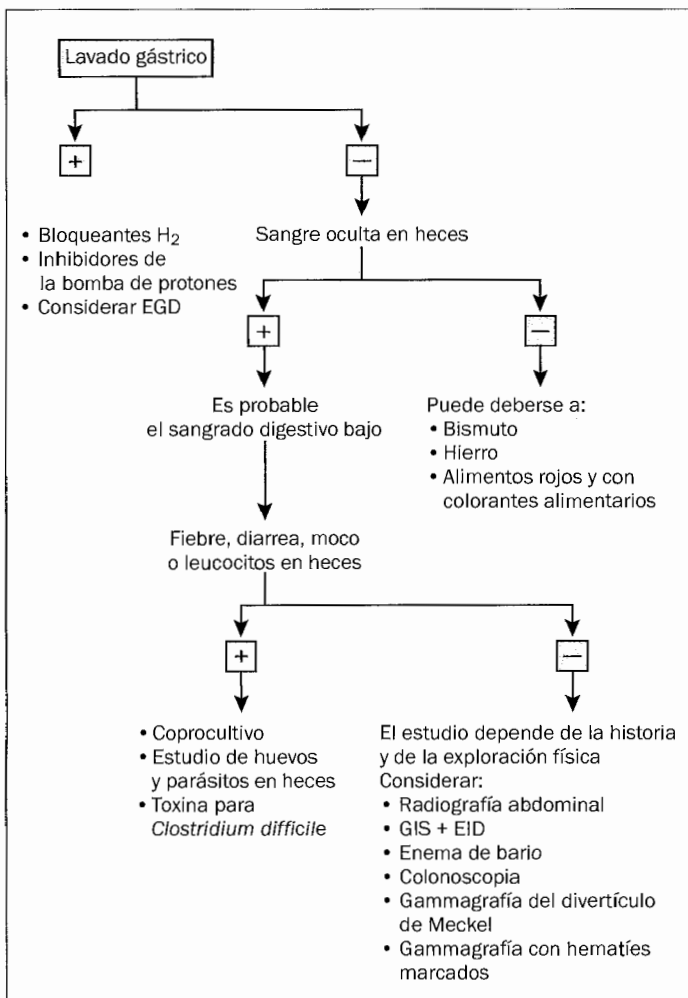 Lavado gástrico
+
—
• Bloqueantes H₂
• Inhibidores de
la bomba de protones
• Considerar EGD
Sangre oculta en heces
+
—
Es probable
el sangrado digestivo bajo
Puede deberse a:
• Bismuto
• Hierro
• Alimentos rojos y con
colorantes alimentarios
Fiebre, diarrea, moco
o leucocitos en heces
+
—
• Coprocultivo
• Estudio de huevos
y parásitos en heces
• Toxina para
Clostridium difficile
El estudio depende de la historia
y de la exploración física
Considerar:
• Radiografía abdominal
• GIS + EID
• Enema de bario
• Colonoscopia
• Gammagrafía del divertículo
de Meckel
• Gammagrafía con hematíes
marcados